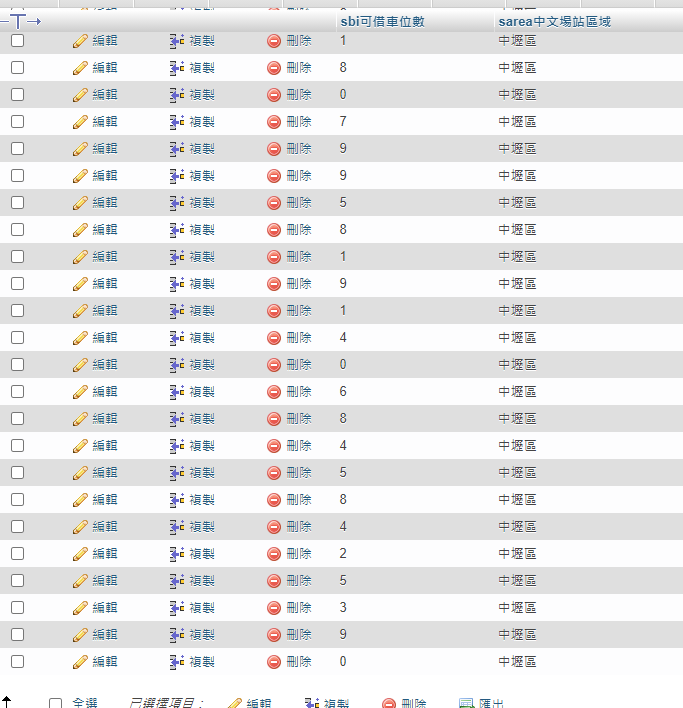 sbi可借車位數 sarea中文場站區域
編輯 複製 刪除 1 中壢區
編輯 複製 刪除 8 中壢區
編輯 複製 刪除 0 中壢區
編輯 複製 刪除 7 中壢區
編輯 複製 刪除 9 中壢區
編輯 複製 刪除 9 中壢區
編輯 複製 刪除 5 中壢區
編輯 複製 刪除 8 中壢區
編輯 複製 刪除 1 中壢區
編輯 複製 刪除 9 中壢區
編輯 複製 刪除 1 中壢區
編輯 複製 刪除 4 中壢區
編輯 複製 刪除 0 中壢區
編輯 複製 刪除 6 中壢區
編輯 複製 刪除 8 中壢區
編輯 複製 刪除 4 中壢區
編輯 複製 刪除 5 中壢區
編輯 複製 刪除 8 中壢區
編輯 複製 刪除 4 中壢區
編輯 複製 刪除 2 中壢區
編輯 複製 刪除 5 中壢區
編輯 複製 刪除 3 中壢區
編輯 複製 刪除 9 中壢區
編輯 複製 刪除 0 中壢區
全選 已選擇項目： 編輯 複製 刪除 匯出